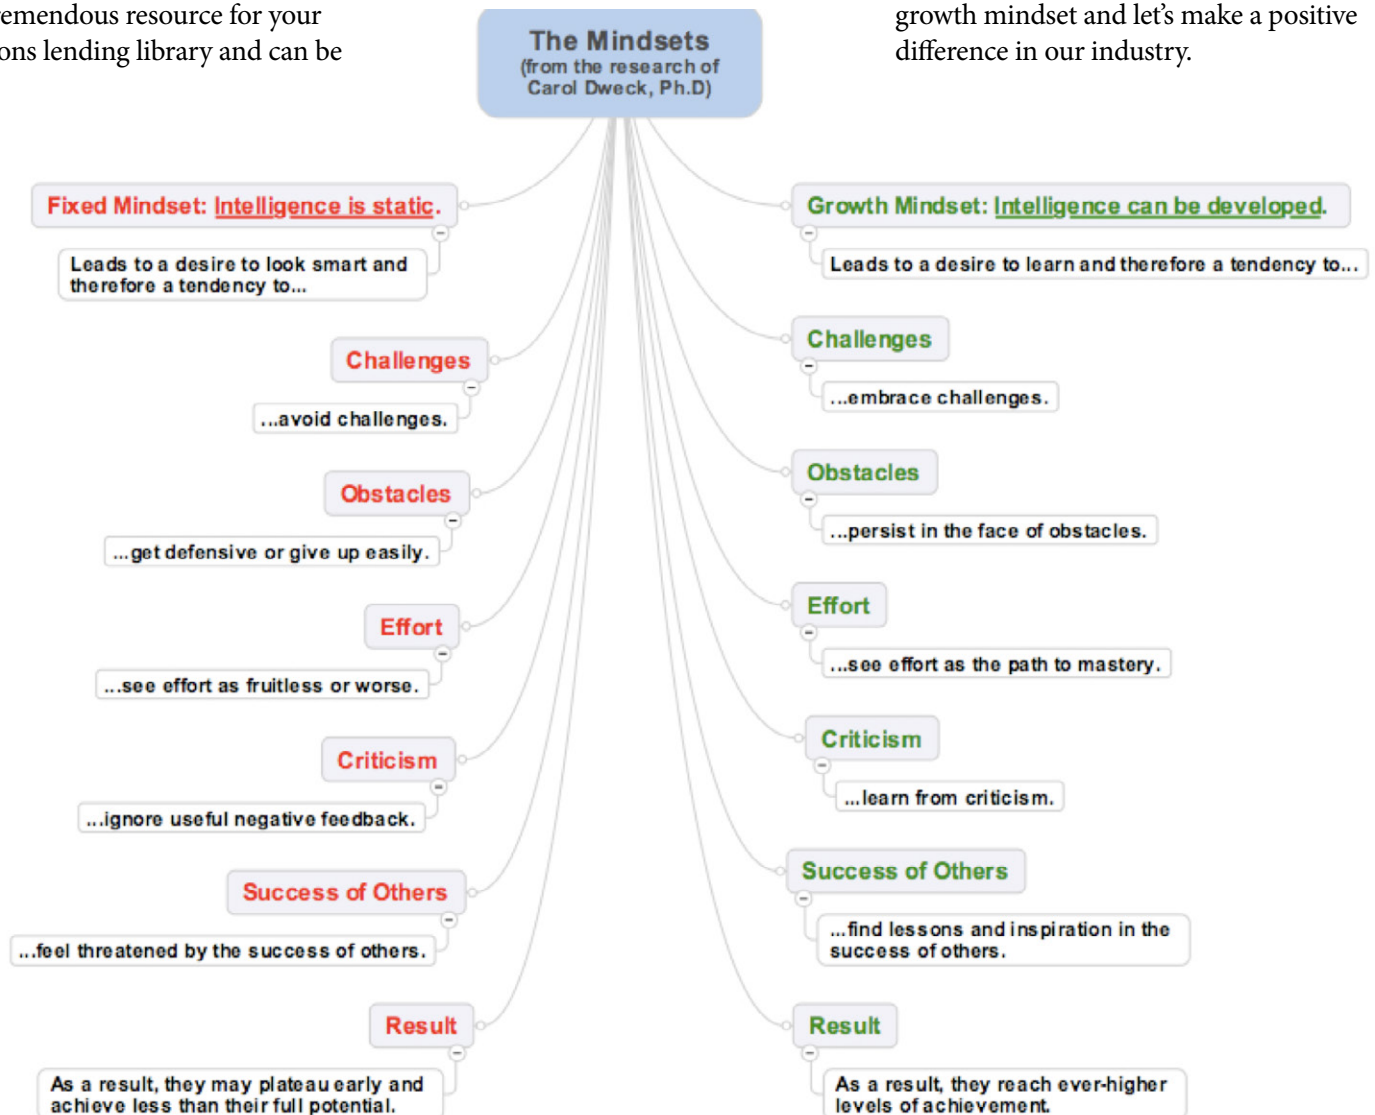 remendous resource for your
ons lending library and can be
growth mindset and let's make a positive
difference in our industry.
The Mindsets
(from the research of
Carol Dweck, Ph.D)
Fixed Mindset: Intelligence is static.
Leads to a desire to look smart and
therefore a tendency to...
Challenges
...avoid challenges.
Obstacles
...get defensive or give up easily.
Effort
...see effort as fruitless or worse.
Criticism
...ignore useful negative feedback.
Success of Others
...feel threatened by the success of others.
Result
As a result, they may plateau early and
achieve less than their full potential.
Growth Mindset: Intelligence can be developed.
Leads to a desire to learn and therefore a tendency to...
Challenges
...embrace challenges.
Obstacles
...persist in the face of obstacles.
Effort
...see effort as the path to mastery.
Criticism
...learn from criticism.
Success of Others
...find lessons and inspiration in the
success of others.
Result
As a result, they reach ever-higher
levels of achievement.